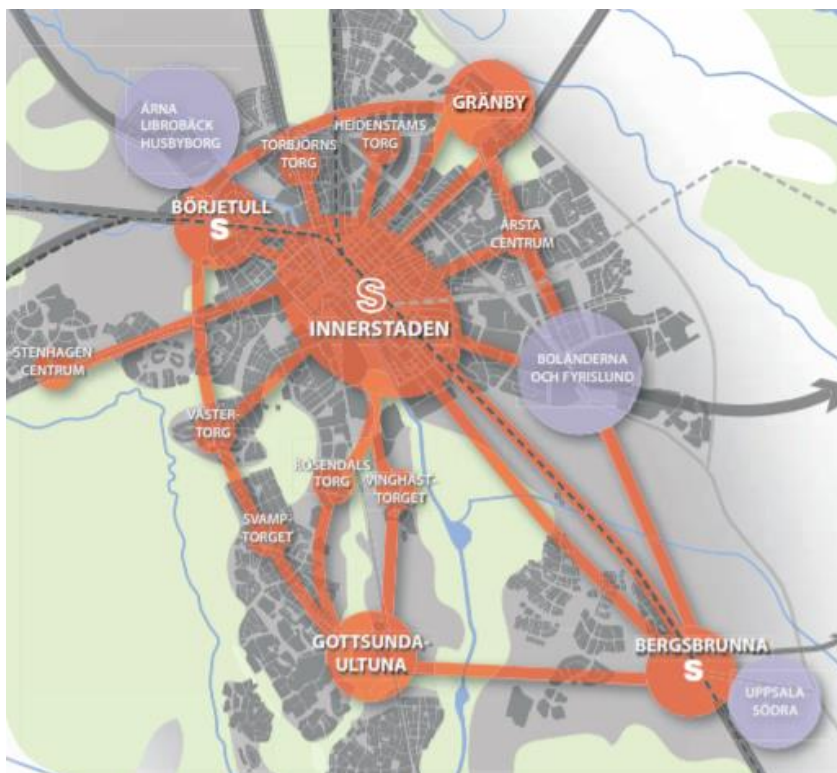 GRÄNBY
ÄRNA
LIBROBÄCK
HUSBYBORG
HEIDENSTAMS
TORG
TORBJÖRNS
TORG
BÖRJETULL
S
ÅRSTA
CENTRUM
S
INNERSTADEN
STENHAGEN
CENTRUM
BOLÄNDERNA
OCH FYRISLUND
VÄSTER-
TORG
ROSENDALS
TORG
VINGHÄST-
TORGET
SVAMP-
TORGET
GOTTSUNDA-
ULTUNA
BERGSBRUNNA
S
UPPSALA
SÖDRA